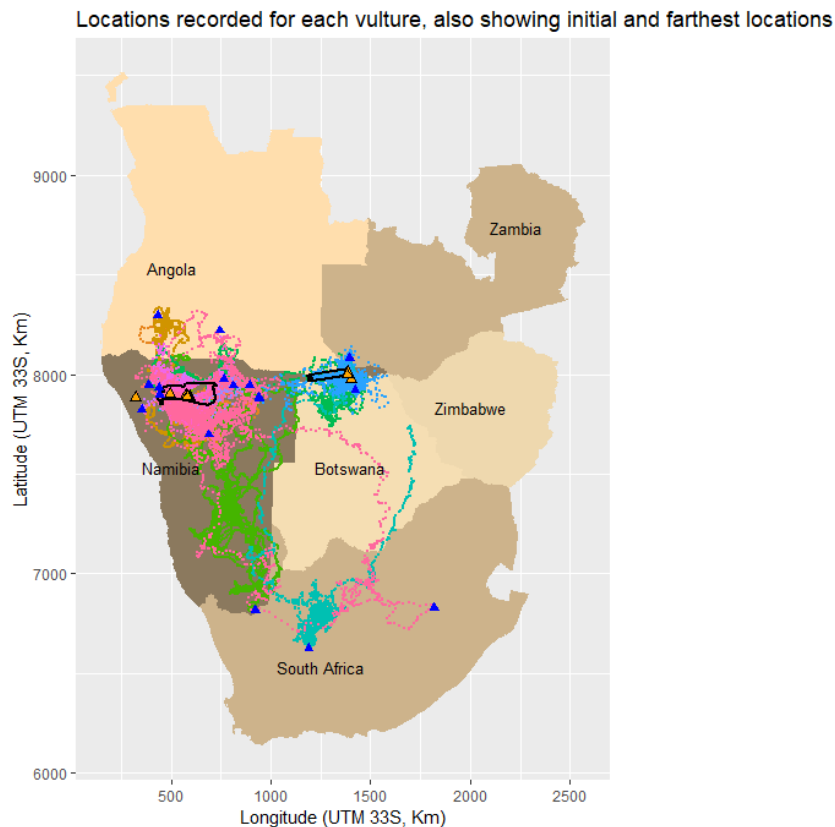 Locations recorded for each vulture, also showing initial and farthest locations
9000
8000
7000
6000
Latitude (UTM 33S, Km)
Zambia
Angola
Zimbabwe
Namibia
Botswana
South Africa
500
1000
1500
2000
2500
Longitude (UTM 33S, Km)